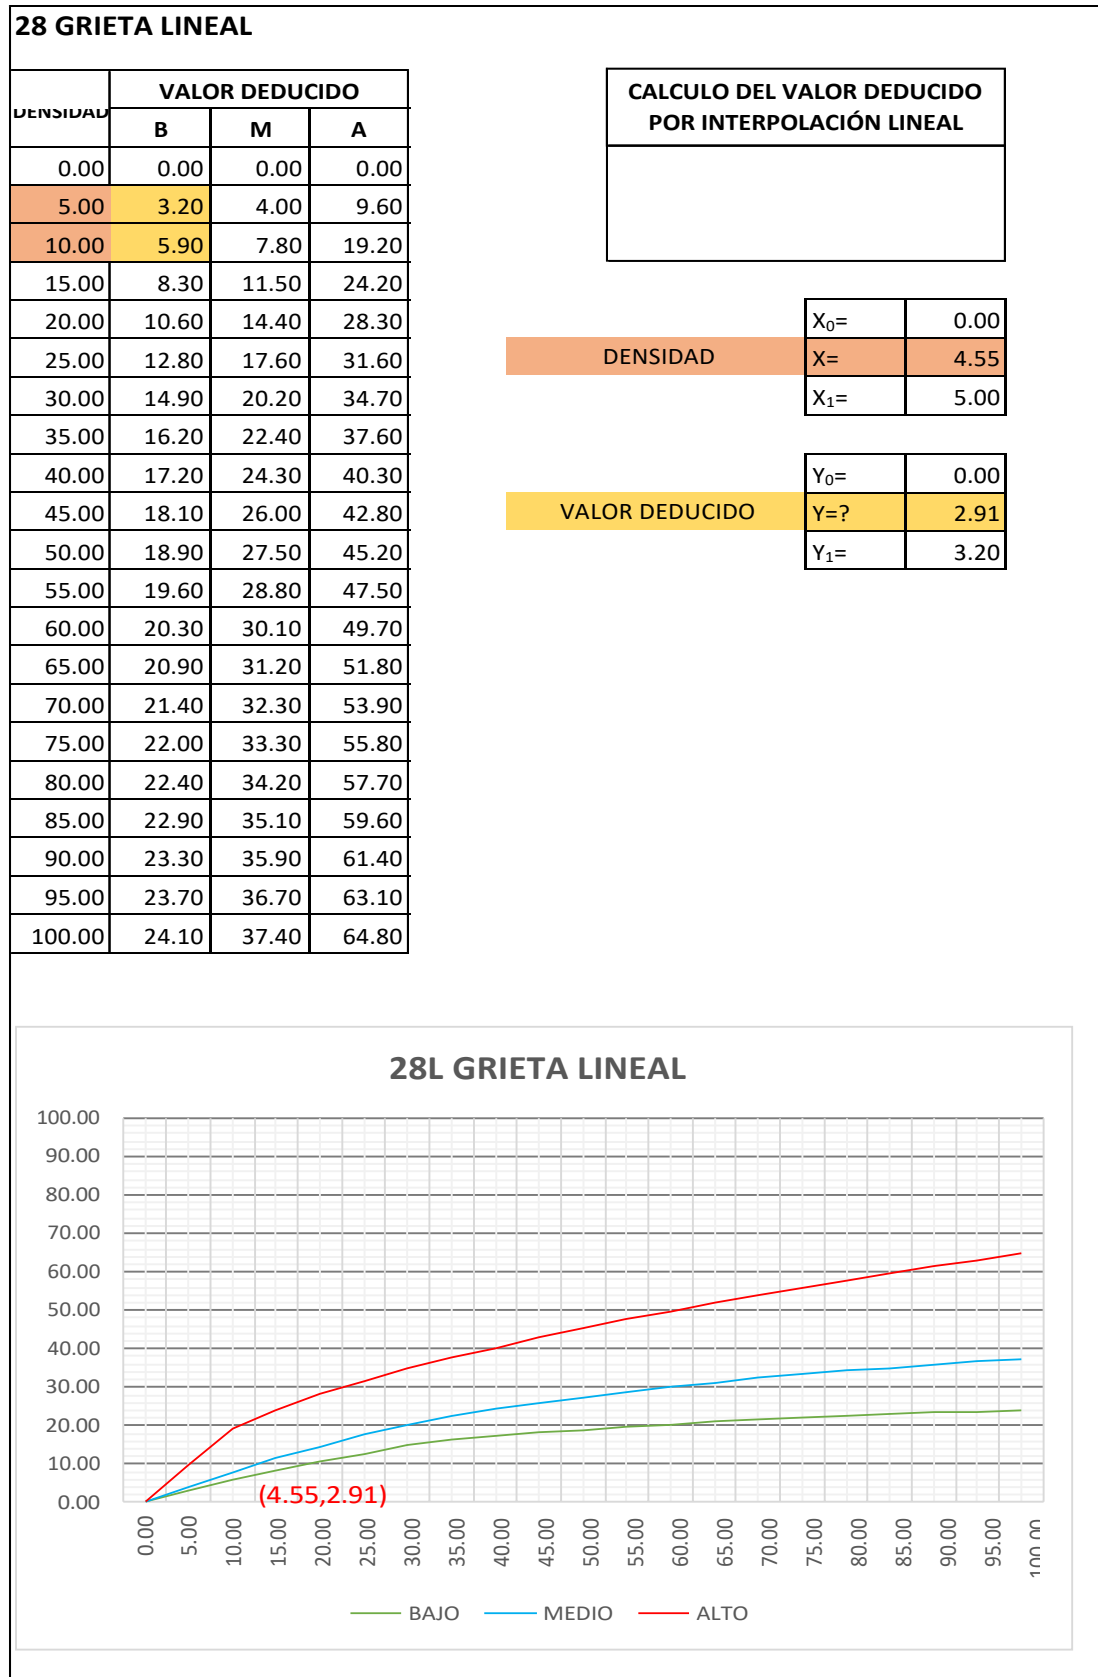 28 GRIETA LINEAL
DENSIDAD VALOR DEDUCIDO
B M A
0.00 0.00 0.00 0.00
5.00 3.20 4.00 9.60
10.00 5.90 7.80 19.20
15.00 8.30 11.50 24.20
20.00 10.60 14.40 28.30
25.00 12.80 17.60 31.60
30.00 14.90 20.20 34.70
35.00 16.20 22.40 37.60
40.00 17.20 24.30 40.30
45.00 18.10 26.00 42.80
50.00 18.90 27.50 45.20
55.00 19.60 28.80 47.50
60.00 20.30 30.10 49.70
65.00 20.90 31.20 51.80
70.00 21.40 32.30 53.90
75.00 22.00 33.30 55.80
80.00 22.40 34.20 57.70
85.00 22.90 35.10 59.60
90.00 23.30 35.90 61.40
95.00 23.70 36.70 63.10
100.00 24.10 37.40 64.80
CALCULO DEL VALOR DEDUCIDO
POR INTERPOLACIÓN LINEAL
X₀= 0.00
DENSIDAD X= 4.55
X₁= 5.00
Y₀= 0.00
VALOR DEDUCIDO Y=? 2.91
Y₁= 3.20
28L GRIETA LINEAL
100.00
90.00
80.00
70.00
60.00
50.00
40.00
30.00
20.00
10.00
0.00
(4.55,2.91)
0.00 5.00 10.00 15.00 20.00 25.00 30.00 35.00 40.00 45.00 50.00 55.00 60.00 65.00 70.00 75.00 80.00 85.00 90.00 95.00 100.00
BAJO MEDIO ALTO